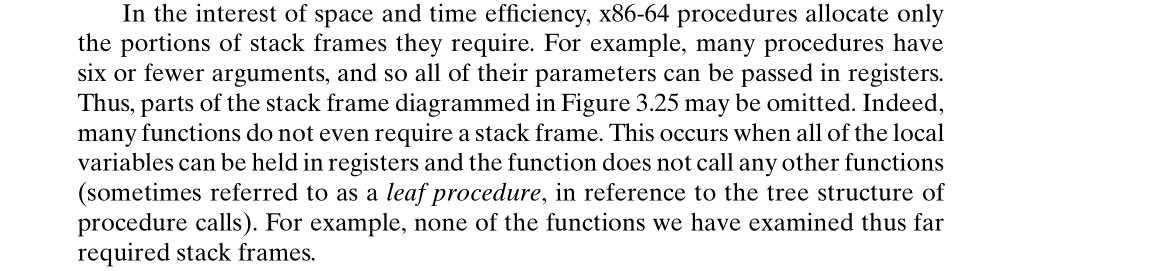 In the interest of space and time efficiency, x86-64 procedures allocate only
the portions of stack frames they require. For example, many procedures have
six or fewer arguments, and so all of their parameters can be passed in registers.
Thus, parts of the stack frame diagrammed in Figure 3.25 may be omitted. Indeed,
many functions do not even require a stack frame. This occurs when all of the local
variables can be held in registers and the function does not call any other functions
(sometimes referred to as a leaf procedure, in reference to the tree structure of
procedure calls). For example, none of the functions we have examined thus far
required stack frames.